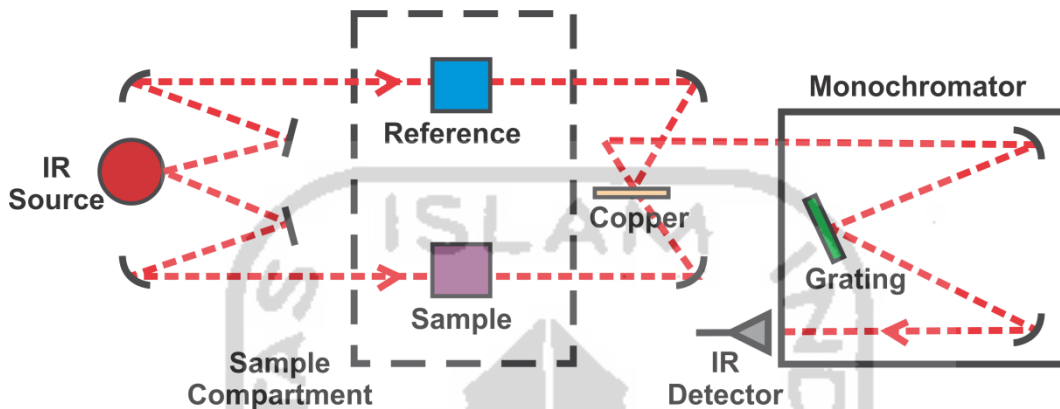 Monochromator
Reference
IR
Source
Copper
Grating
Sample
IR
Detector
Sample
Compartment
ISLAM